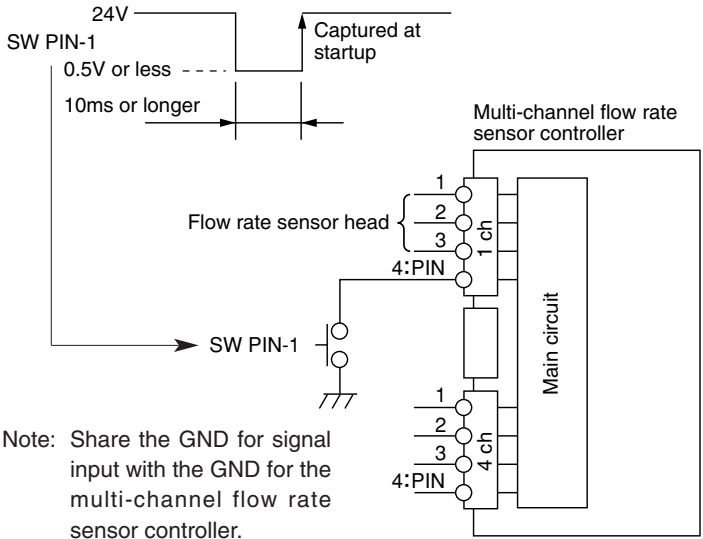 24V
SW PIN-1
Captured at
startup
0.5V or less
10ms or longer
Multi-channel flow rate
sensor controller
1
2
3
4:PIN
Flow rate sensor head
1 ch
Main circuit
SW PIN-1
1
2
3
4:PIN
4 ch
Note: Share the GND for signal
input with the GND for the
multi-channel flow rate
sensor controller.